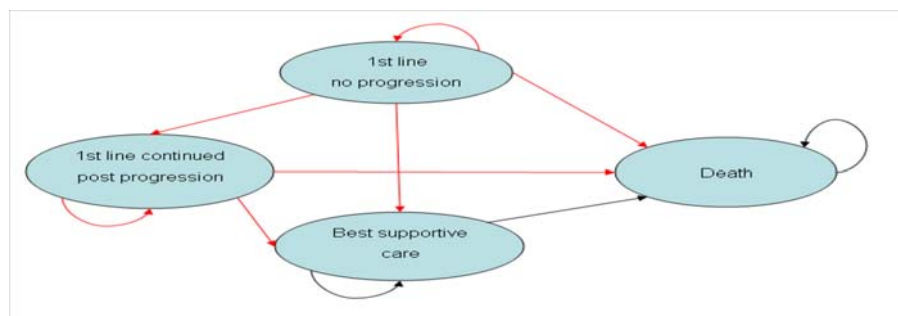 1st line
no progression
1st line continued
post progression
Death
Best supportive
care